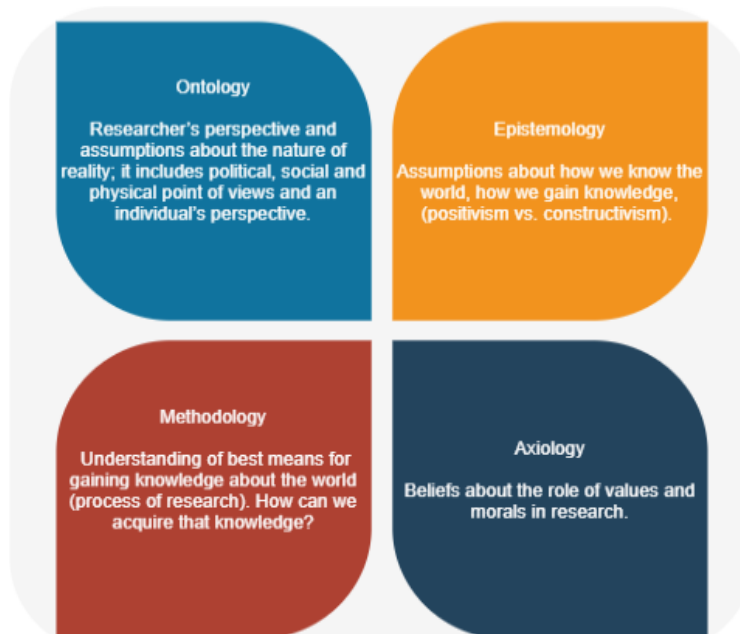 Ontology
Researcher's perspective and
assumptions about the nature of
reality; it includes political, social and
physical point of views and an
individual's perspective.
Epistemology
Assumptions about how we know the
world, how we gain knowledge,
(positivism vs. constructivism).
Methodology
Understanding of best means for
gaining knowledge about the world
(process of research). How can we
acquire that knowledge?
Axiology
Beliefs about the role of values and
morals in research.